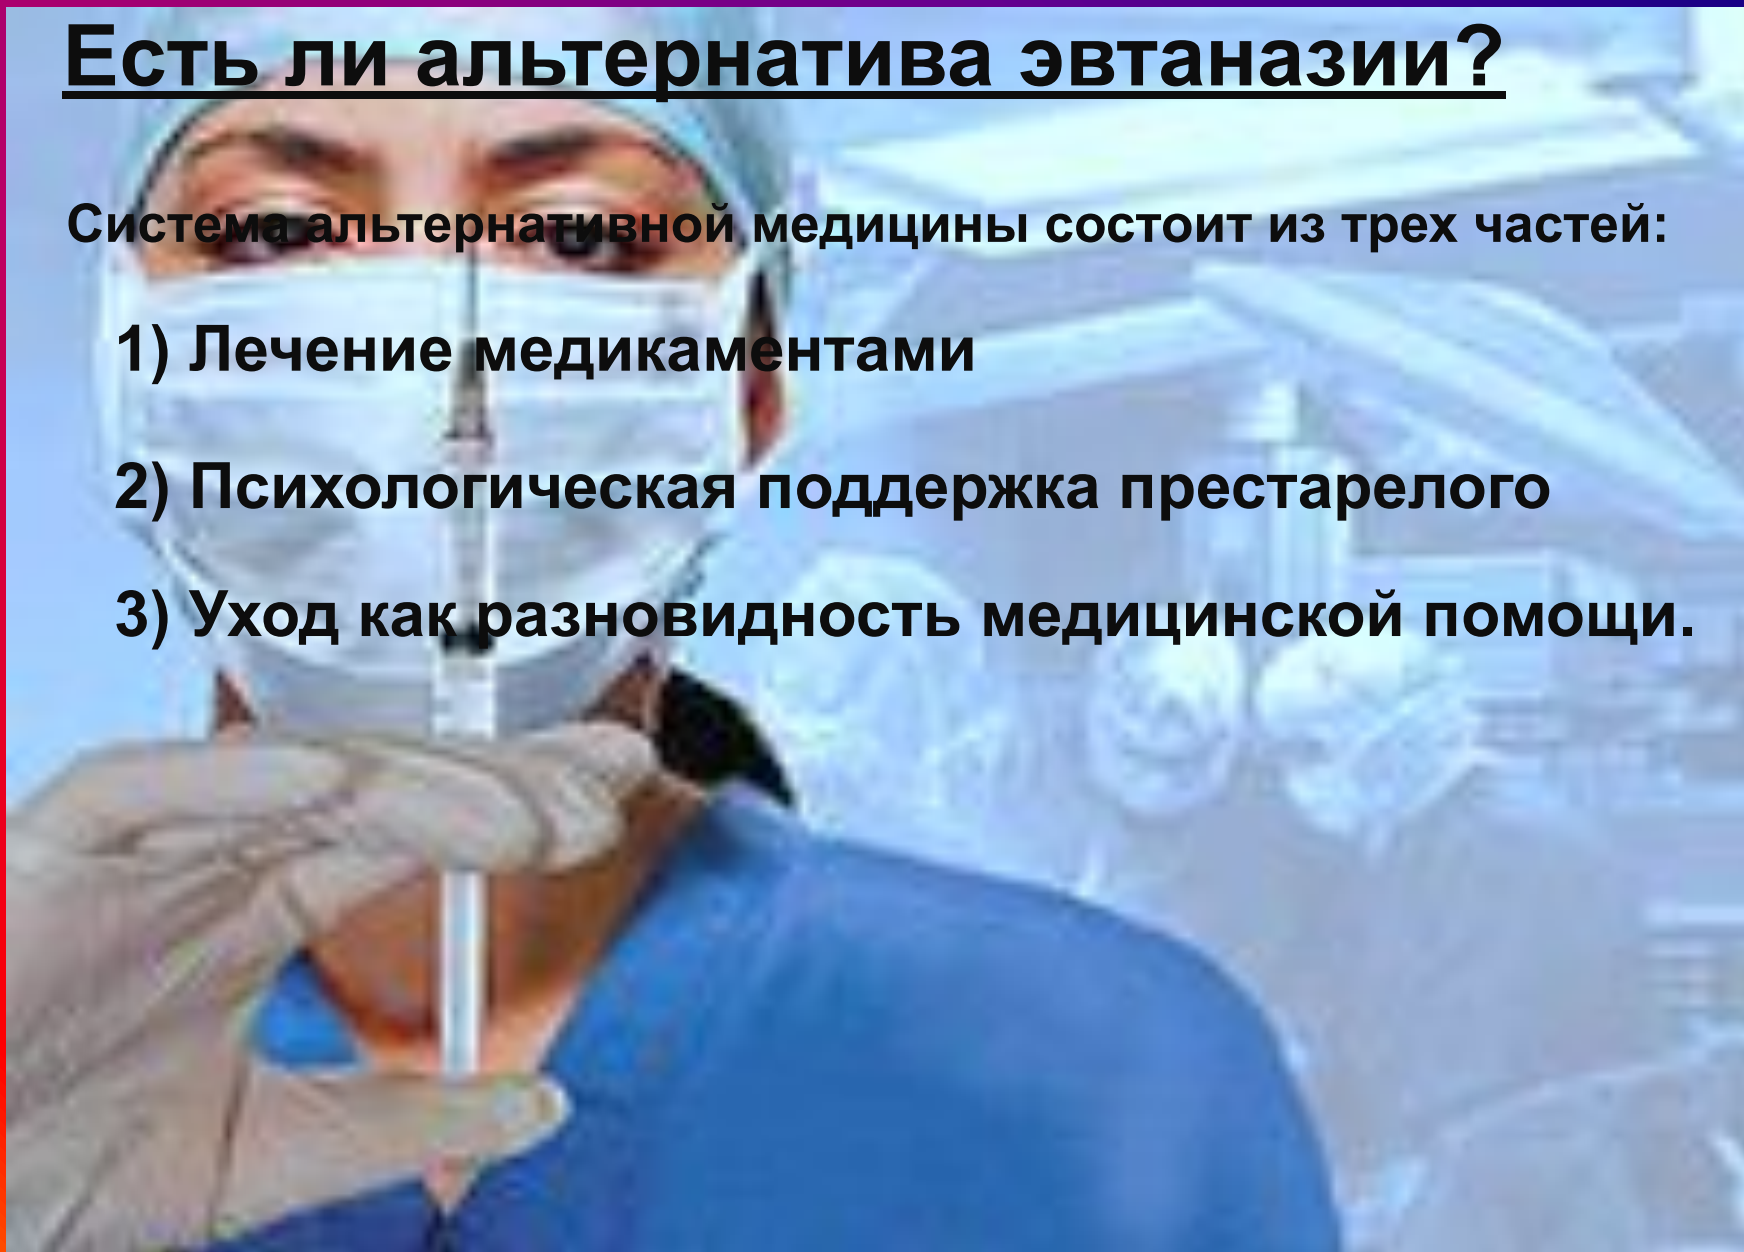 Есть ли альтернатива эвтаназии?
Система альтернативной медицины состоит из трех частей:
1) Лечение медикаментами
2) Психологическая поддержка престарелого
3) Уход как разновидность медицинской помощи.